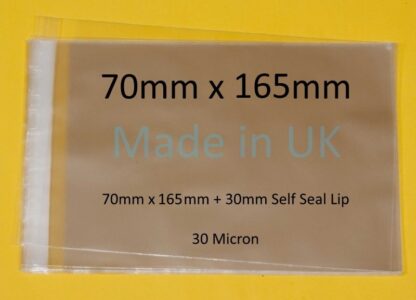 70mm x 165mm
Made in UK
70mm x 165mm + 30mm Self Seal Lip
30 Micron